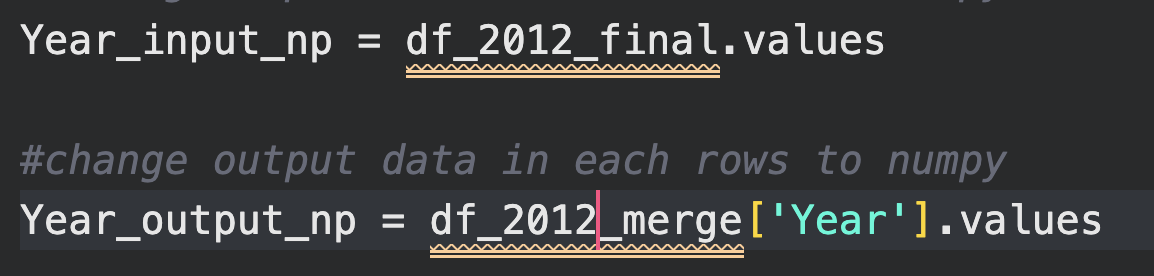 Year_input_np = df_2012_final.values
#change output data in each rows to numpy
Year_output_np = df_2012_merge['Year'].values